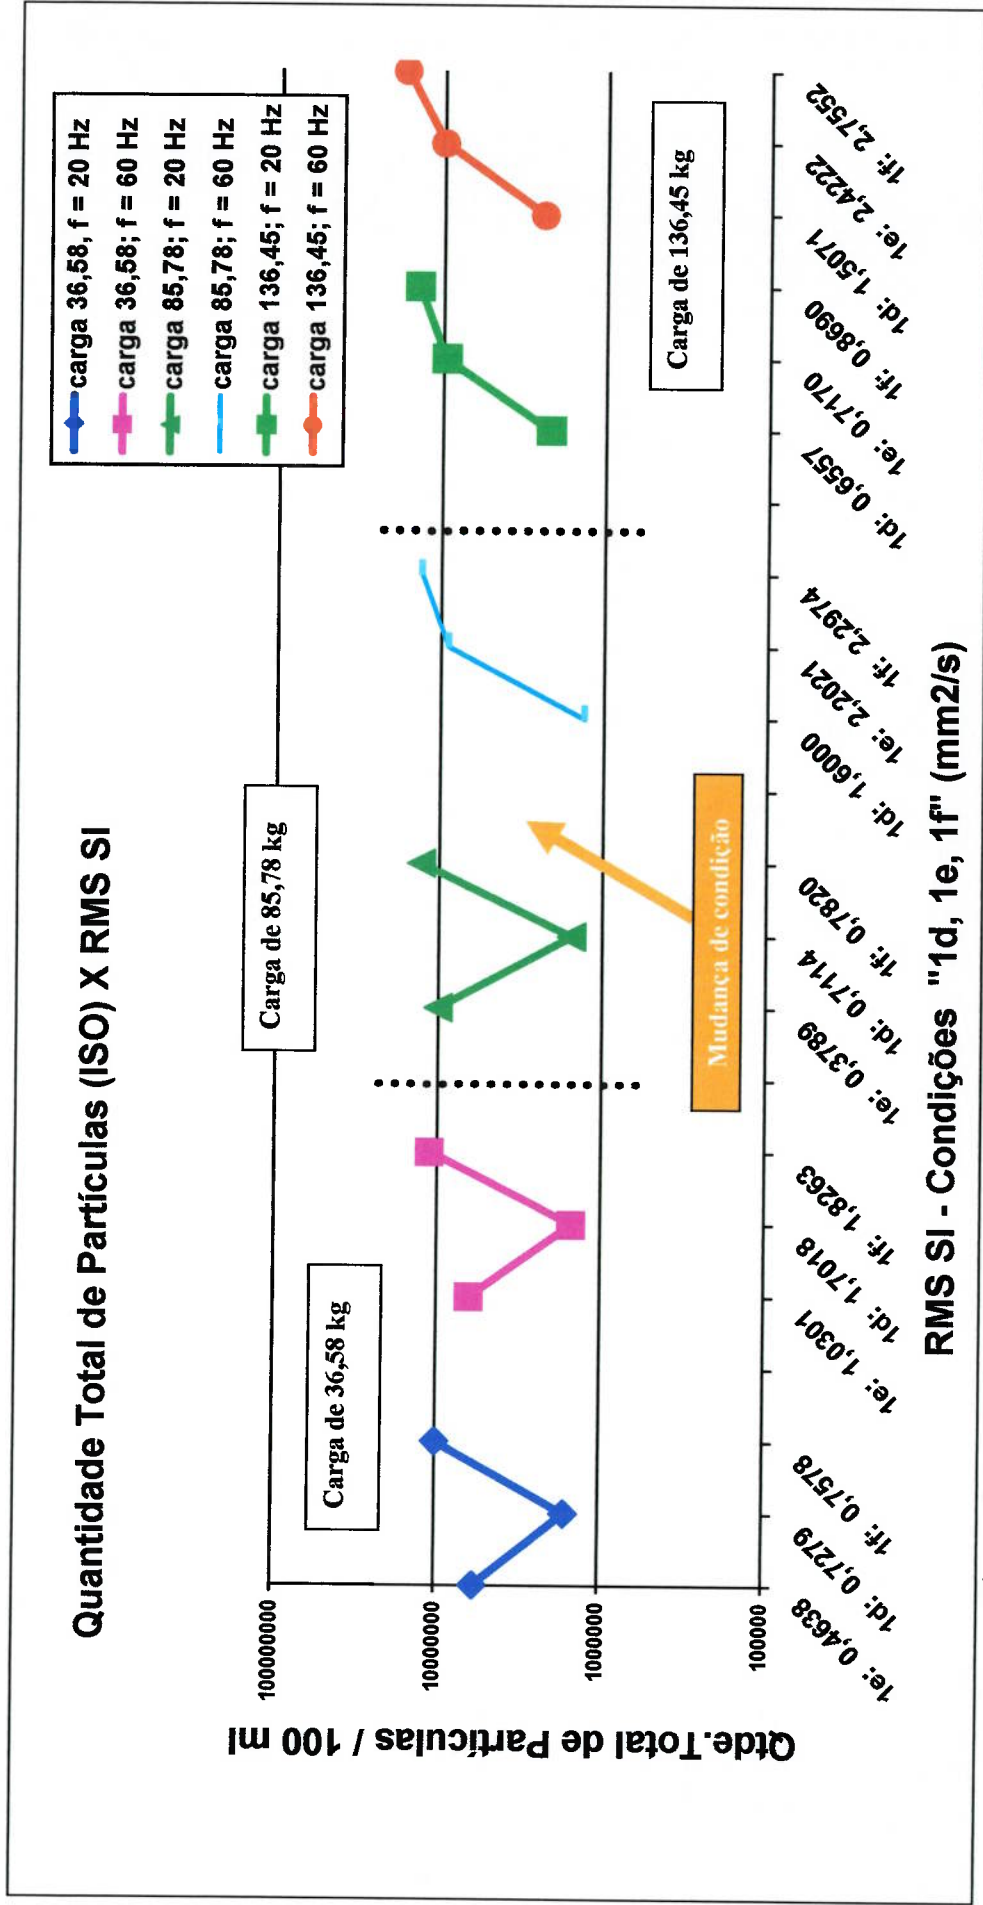 Quantidade Total de Partículas (ISO) X RMS SI
carga 36,58, f = 20 Hz
carga 36,58; f = 60 Hz
carga 85,78; f = 20 Hz
carga 85,78; f = 60 Hz
carga 136,45; f = 20 Hz
carga 136,45; f = 60 Hz
Carga de 36,58 kg
Carga de 85,78 kg
Carga de 136,45 kg
Mudança de condição
Qtde.Total de Partículas / 100 ml
100000000
10000000
1000000
100000
1e: 0,4638
1d: 0,7279
1f: 0,7578
1e: 1,0301
1d: 1,7018
1f: 1,8263
1e: 0,3789
1d: 0,7114
1f: 0,7820
1d: 1,6000
1e: 2,2021
1f: 2,2974
1d: 0,6557
1e: 0,7170
1f: 0,8690
1d: 1,5071
1e: 2,4222
1f: 2,7552
RMS SI - Condições "1d, 1e, 1f" (mm2/s)